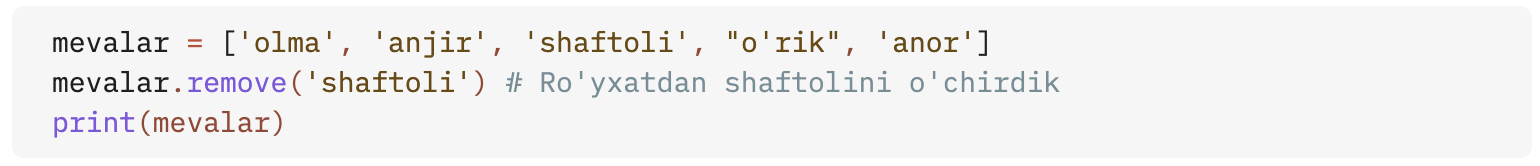 mevalar = ['olma', 'anjir', 'shaftoli', "o'rik", 'anor']
mevalar.remove('shaftoli') # Ro'yxatdan shaftolini o'chirdik
print(mevalar)